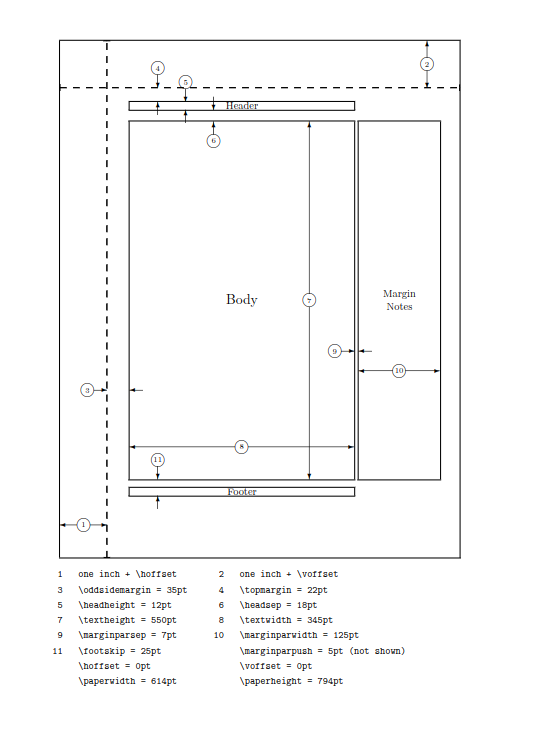 4
2
5
Header
6
Body
7
Margin
Notes
9
10
3
8
11
Footer
1
1 one inch + \hoffset 2 one inch + \voffset
3 \oddsidemargin = 35pt 4 \topmargin = 22pt
5 \headheight = 12pt 6 \headsep = 18pt
7 \textheight = 550pt 8 \textwidth = 345pt
9 \marginparsep = 7pt 10 \marginparwidth = 125pt
11 \footskip = 25pt \marginparpush = 5pt (not shown)
\hoffset = 0pt \voffset = 0pt
\paperwidth = 614pt \paperheight = 794pt